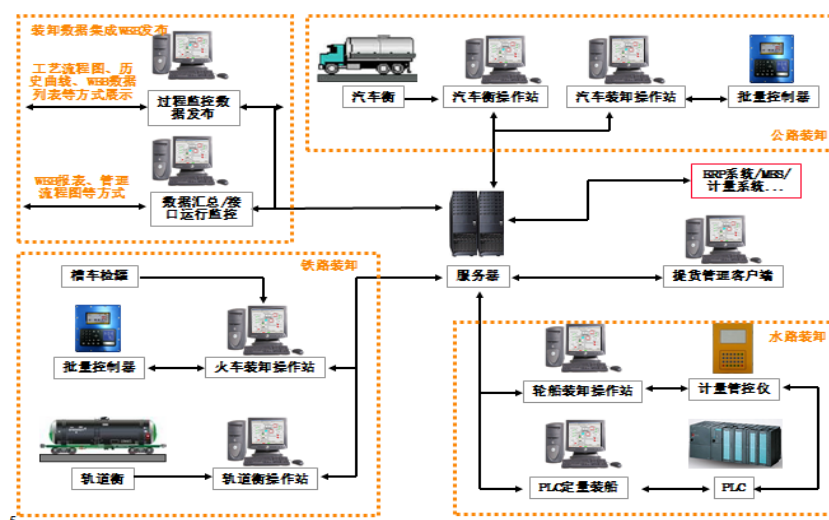 装卸数据集成WEB发布
工艺流程图、历
史曲线、WEB数据
列表等方式展示
过程监控数
据发布
WEB报表、管理
流程图等方式
数据汇总/接
口运行监控
汽车衡
汽车衡操作站
汽车装卸操作站
批量控制器
公路装卸
ERP系统/MES/
计量系统...
服务器
提货管理客户端
铁路装卸
槽车检罐
批量控制器
火车装卸操作站
轨道衡
轨道衡操作站
水路装卸
轮船装卸操作站
计量管控仪
PLC定量装船
PLC